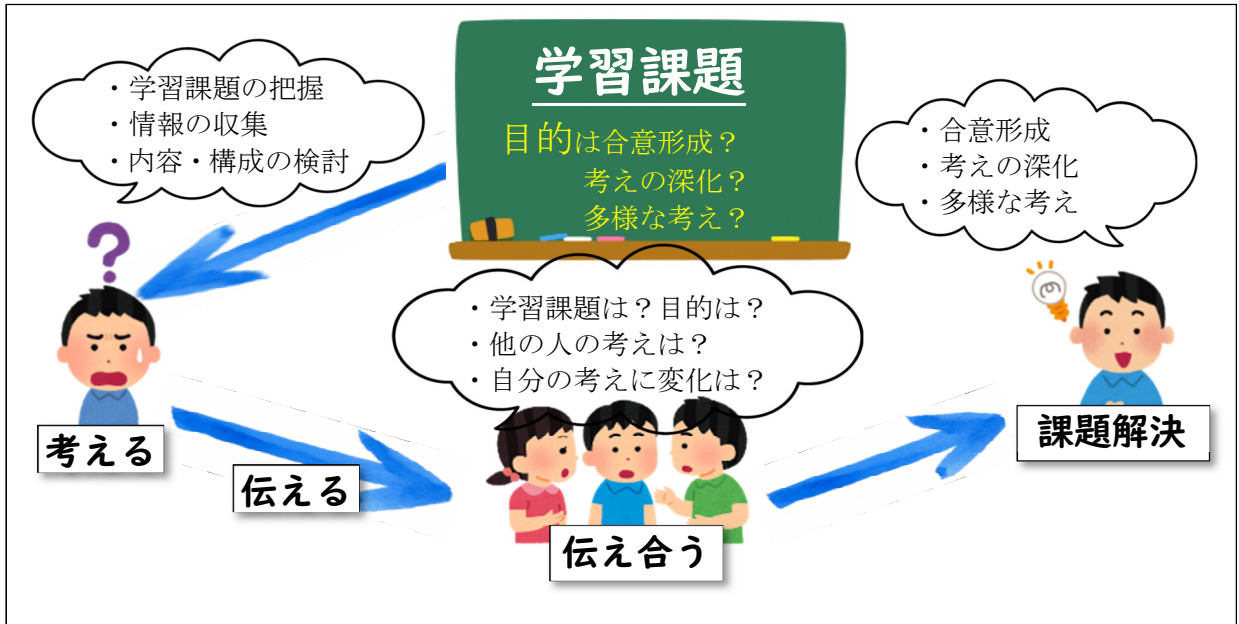 学習課題
目的は合意形成？
考えの深化？
多様な考え？
・学習課題の把握
・情報の収集
・内容・構成の検討
？
考える
伝える
・学習課題は？目的は？
・他の人の考えは？
・自分の考えに変化は？
伝え合う
・合意形成
・考えの深化
・多様な考え
課題解決